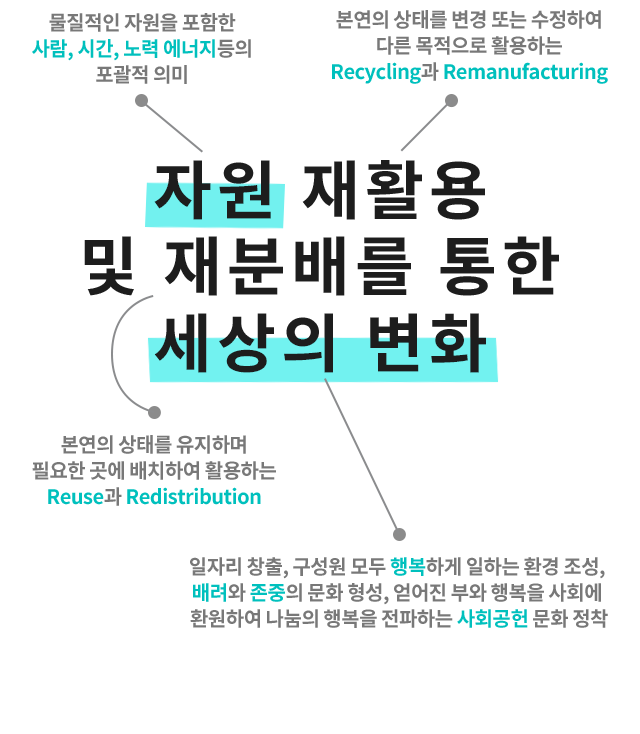 물질적인 자원을 포함한
사람, 시간, 노력 에너지등의
포괄적 의미
본연의 상태를 변경 또는 수정하여
다른 목적으로 활용하는
Recycling과 Remanufacturing
자원 재활용
및 재분배를 통한
세상의 변화
본연의 상태를 유지하며
필요한 곳에 배치하여 활용하는
Reuse과 Redistribution
일자리 창출, 구성원 모두 행복하게 일하는 환경 조성,
배려와 존중의 문화 형성, 얻어진 부와 행복을 사회에
환원하여 나눔의 행복을 전파하는 사회공헌 문화 정착